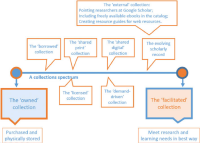 The 'external' collection:
Pointing researchers at Google Scholar;
Including freely available ebooks in the catalog;
Creating resource guides for web resources.
The 'borrowed'
collection
The 'shared
print'
collection
The 'shared
digital'
collection
The evolving
scholarly
record
A collections spectrum
The 'owned'
collection
The 'licensed'
collection
The 'demand-
driven'
collection
The 'facilitated'
collection
Purchased and
physically stored
Meet research and
learning needs in best way